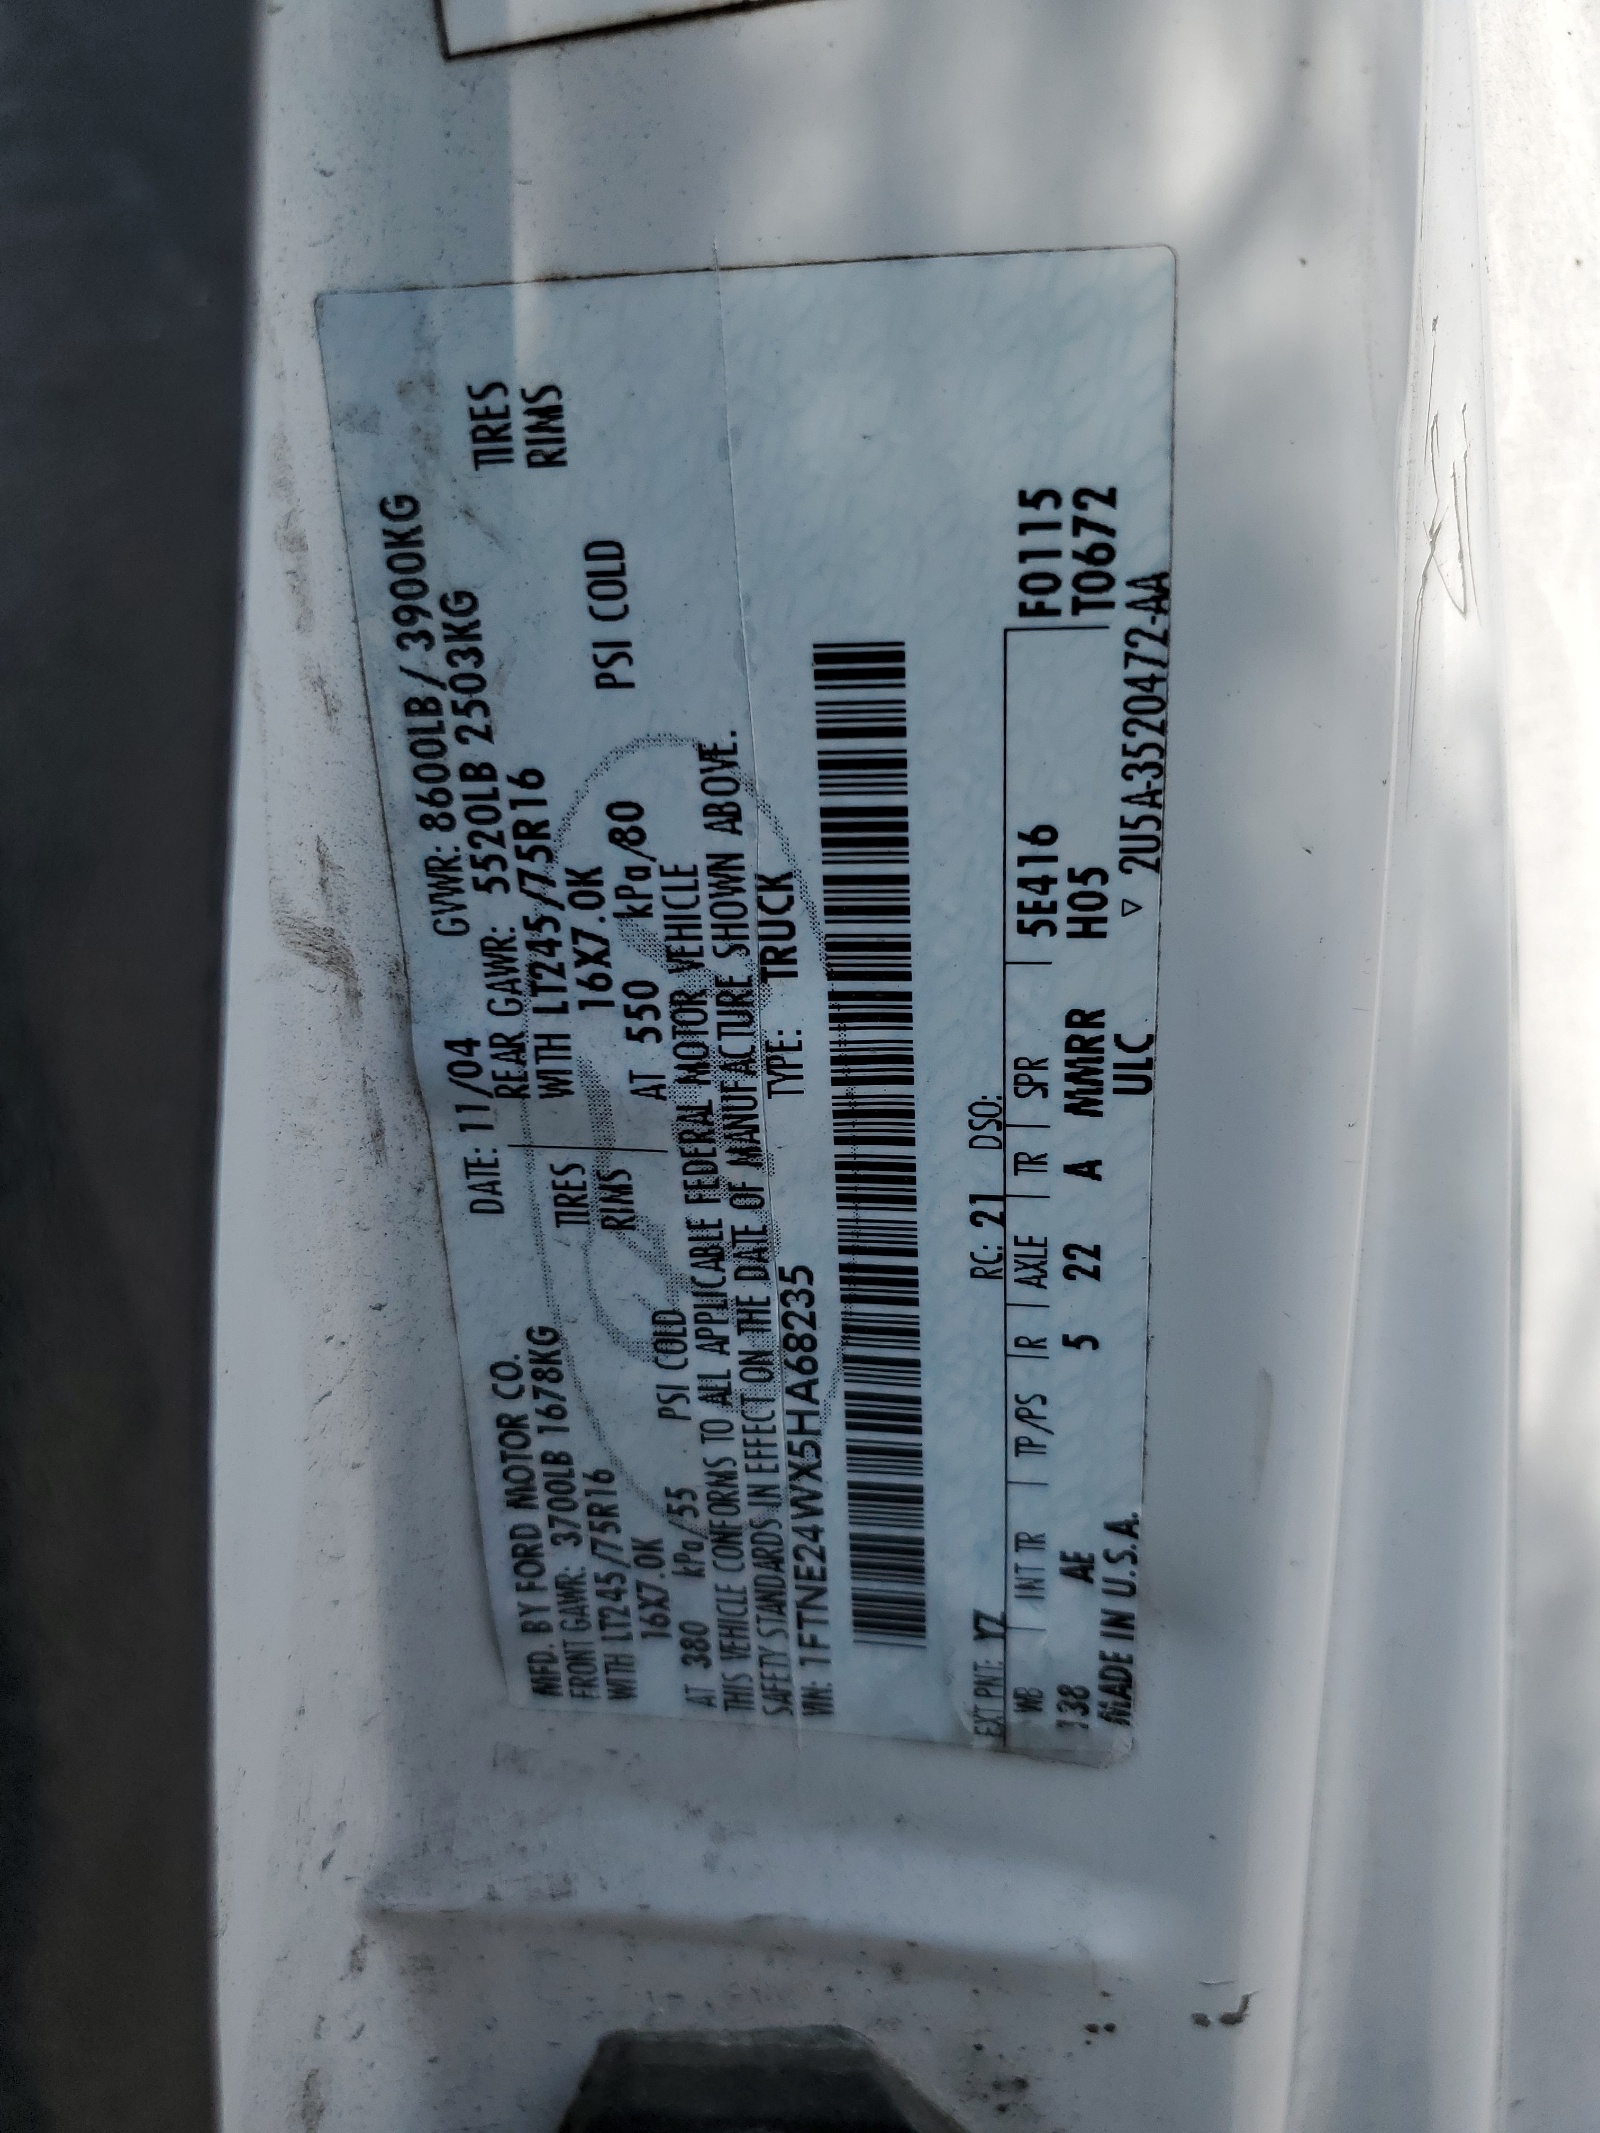 MFD. BY FORD MOTOR CO. DATE: 11/04 GVWR: 8600LB/3900KG
FRONT GAWR: 3700LB 1678KG REAR GAWR: 5520LB 2503KG
WITH LT245/75R16 TIRES WITH LT245/75R16 TIRES
16X7.0K RIMS 16X7.0K RIMS
AT 380 kPa/55 PSI COLD AT 550 kPa/80 PSI COLD
THIS VEHICLE CONFORMS TO ALL APPLICABLE FEDERAL MOTOR VEHICLE
SAFETY STANDARDS IN EFFECT ON THE DATE OF MANUFACTURE SHOWN ABOVE.
VIN: 1FTNE24WX5HA68235 TYPE: TRUCK
EXT PNT: YZ RC: 21 DSO:
WB | INT TR | TP/PS | R | AXLE | TR | SPR | 5E416 F0115
138 AE 5 22 A MMRR H05 T0672
MADE IN U.S.A. ULC ▽ 2U5A-3520472-AA